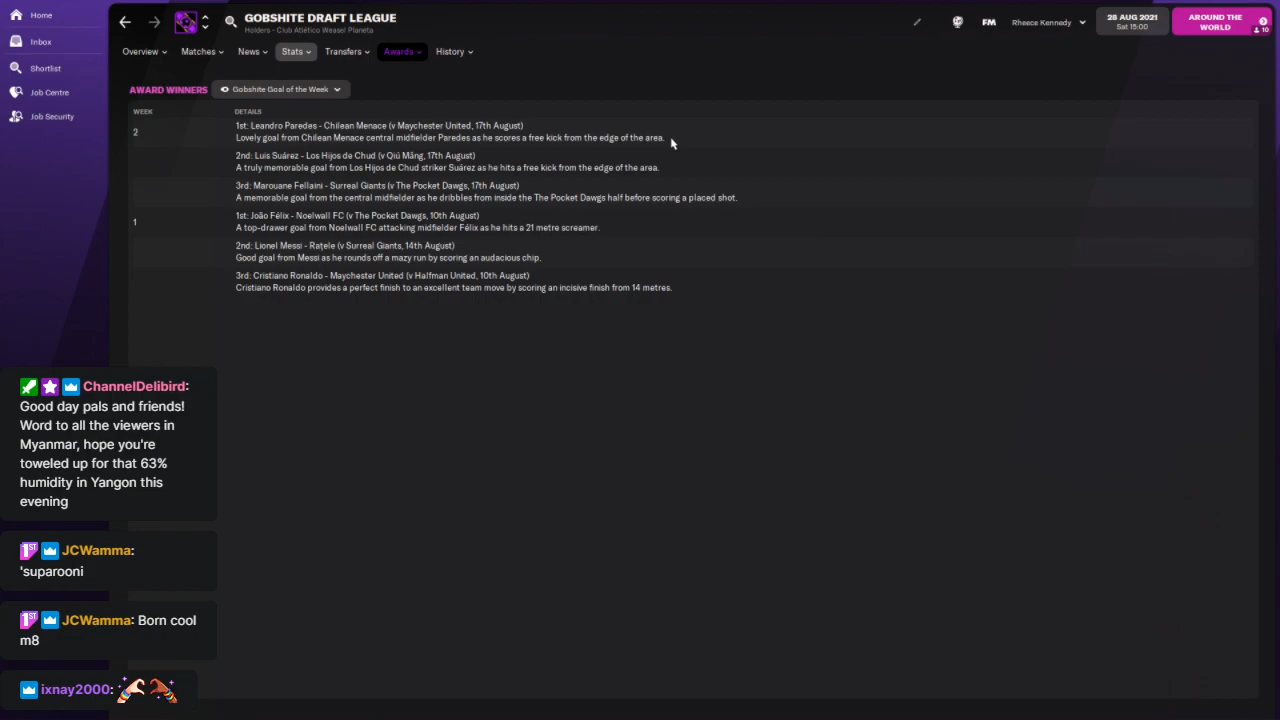 Home
Inbox
Shortlist
Job Centre
Job Security
GOBSHITE DRAFT LEAGUE
Holders - Club Atlético Weasel Planeta
FM
Rheece Kennedy
28 AUG 2021
Sat 15:00
AROUND THE
WORLD
10
Overview
Matches
News
Stats
Transfers
Awards
History
AWARD WINNERS
Gobshite Goal of the Week
WEEK
DETAILS
2
1st: Leandro Paredes - Chilean Menace (v Maychester United, 17th August)
Lovely goal from Chilean Menace central midfielder Paredes as he scores a free kick from the edge of the area.
2nd: Luis Suárez - Los Hijos de Chud (v Qiú Mǎng, 17th August)
A truly memorable goal from Los Hijos de Chud striker Suárez as he hits a free kick from the edge of the area.
3rd: Marouane Fellaini - Surreal Giants (v The Pocket Dawgs, 17th August)
A memorable goal from the central midfielder as he dribbles from inside the The Pocket Dawgs half before scoring a placed shot.
1
1st: João Félix - Noelwall FC (v The Pocket Dawgs, 10th August)
A top-drawer goal from Noelwall FC attacking midfielder Félix as he hits a 21 metre screamer.
2nd: Lionel Messi - Rațele (v Surreal Giants, 14th August)
Good goal from Messi as he rounds off a mazy run by scoring an audacious chip.
3rd: Cristiano Ronaldo - Maychester United (v Halfman United, 10th August)
Cristiano Ronaldo provides a perfect finish to an excellent team move by scoring an incisive finish from 14 metres.
ChannelDelibird:
Good day pals and friends!
Word to all the viewers in
Myanmar, hope you're
toweled up for that 63%
humidity in Yangon this
evening
1ST JCWamma:
'suparooni
1ST JCWamma: Born cool
m8
ixnay2000: